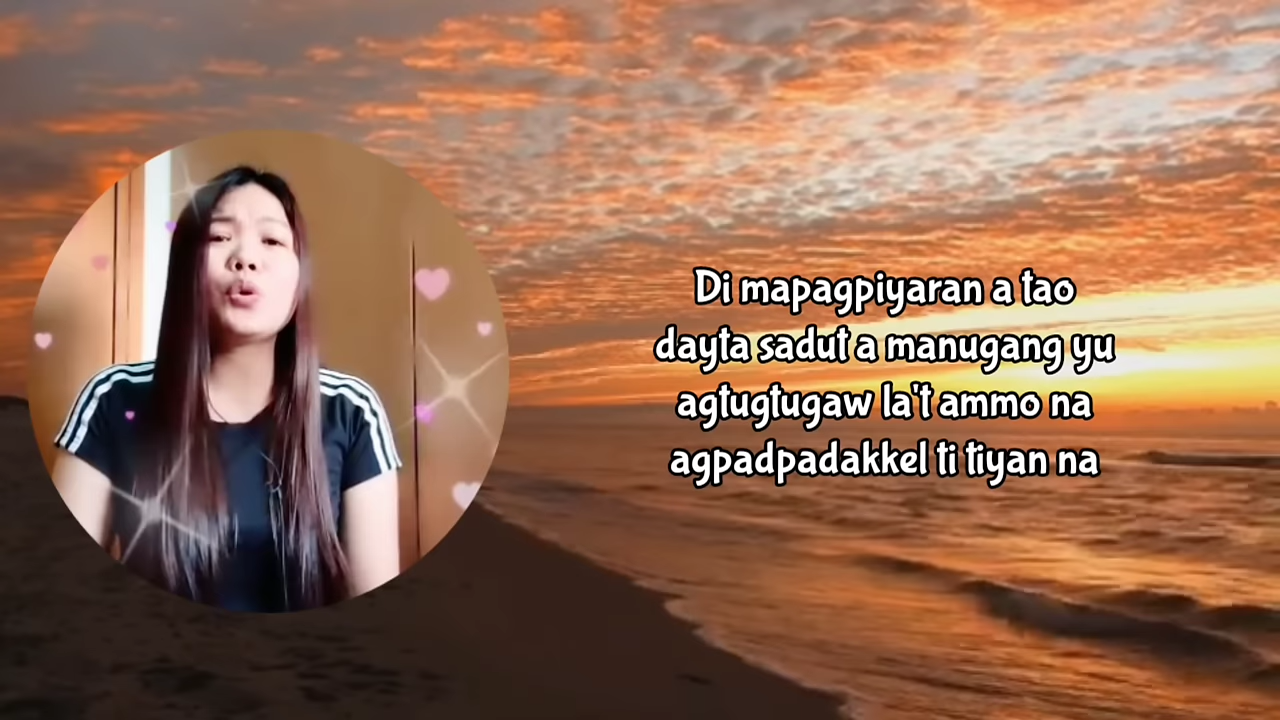 Di mapagpiyaran a tao
dayta sadut a manugang yu
agtugtugaw la't ammo na
agpadpadakkel ti tiyan na